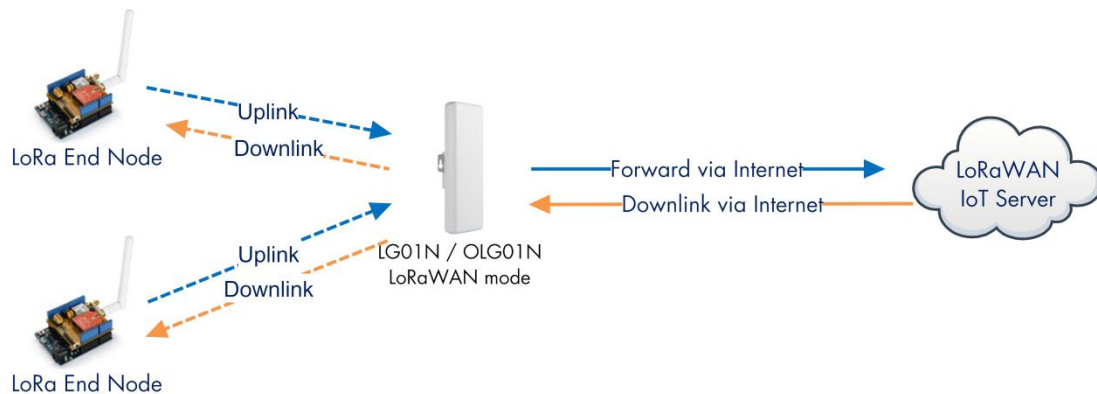 Uplink
Downlink
LoRa End Node
Forward via Internet
Downlink via Internet
LoRaWAN
IoT Server
LG01N / OLG01N
LoRaWAN mode
Uplink
Downlink
LoRa End Node